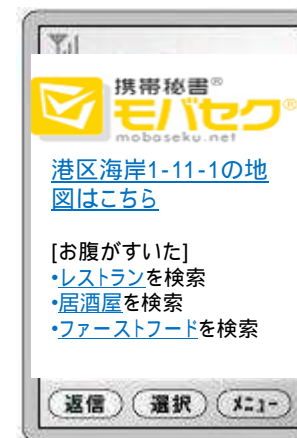 携帯秘書®
モバセク®
mobaseku.net
港区海岸1-11-1の地
図はこちら
[お腹がすいた]
•レストランを検索
•居酒屋を検索
•ファーストフードを検索
返信 選択 ﾒﾆｭｰ